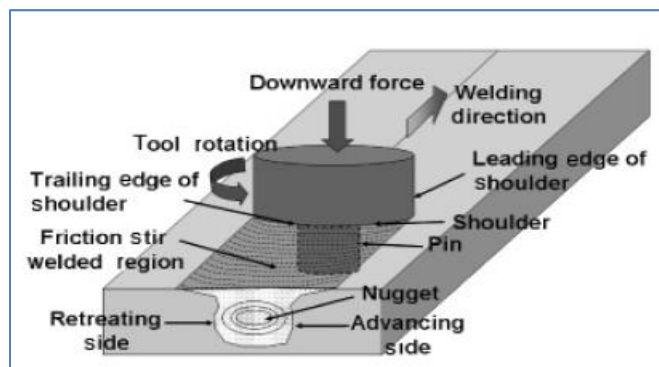 Downward force
Welding
direction
Tool rotation
Leading edge of
shoulder
Trailing edge of
shoulder
Shoulder
Friction stir
welded region
Pin
Nugget
Retreating
side
Advancing
side